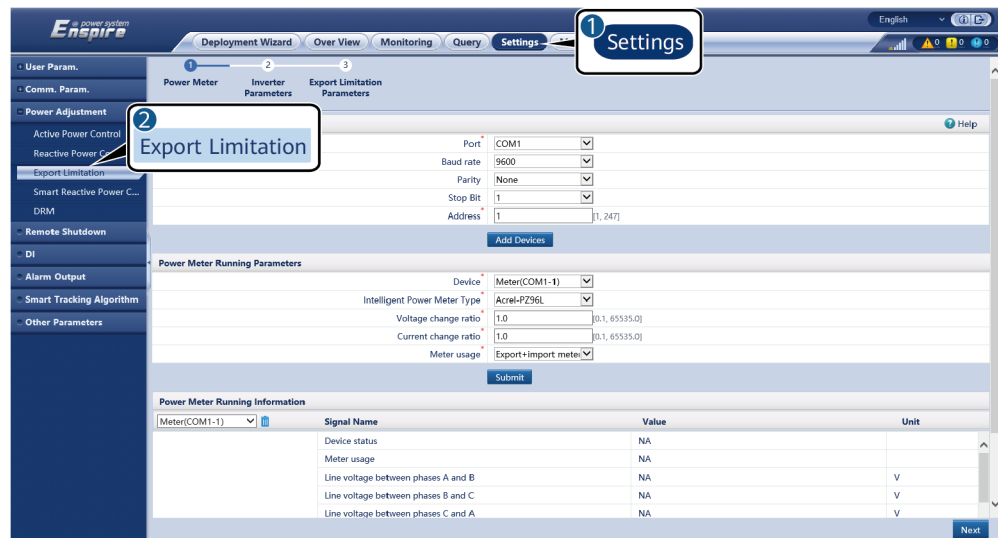 power system
Enspire
English
Deployment Wizard
Over View
Monitoring
Query
Settings
1
Settings
0
0
0
User Param.
Comm. Param.
Power Adjustment
Active Power Control
Reactive Power
Export Limitation
Smart Reactive Power C...
DRM
Remote Shutdown
DI
Alarm Output
Smart Tracking Algorithm
Other Parameters
2
Export Limitation
1
2
3
Power Meter
Inverter Parameters
Export Limitation Parameters
Help
Port* COM1
Baud rate 9600
Parity None
Stop Bit 1
Address* 1 [1, 247]
Add Devices
Power Meter Running Parameters
Device* Meter(COM1-1)
Intelligent Power Meter Type* Acrel-PZ96L
Voltage change ratio* 1.0 [0.1, 65535.0]
Current change ratio* 1.0 [0.1, 65535.0]
Meter usage* Export+import meter
Submit
Power Meter Running Information
Meter(COM1-1) Signal Name Value Unit
Device status NA
Meter usage NA
Line voltage between phases A and B NA V
Line voltage between phases B and C NA V
Line voltage between phases C and A NA V
Next